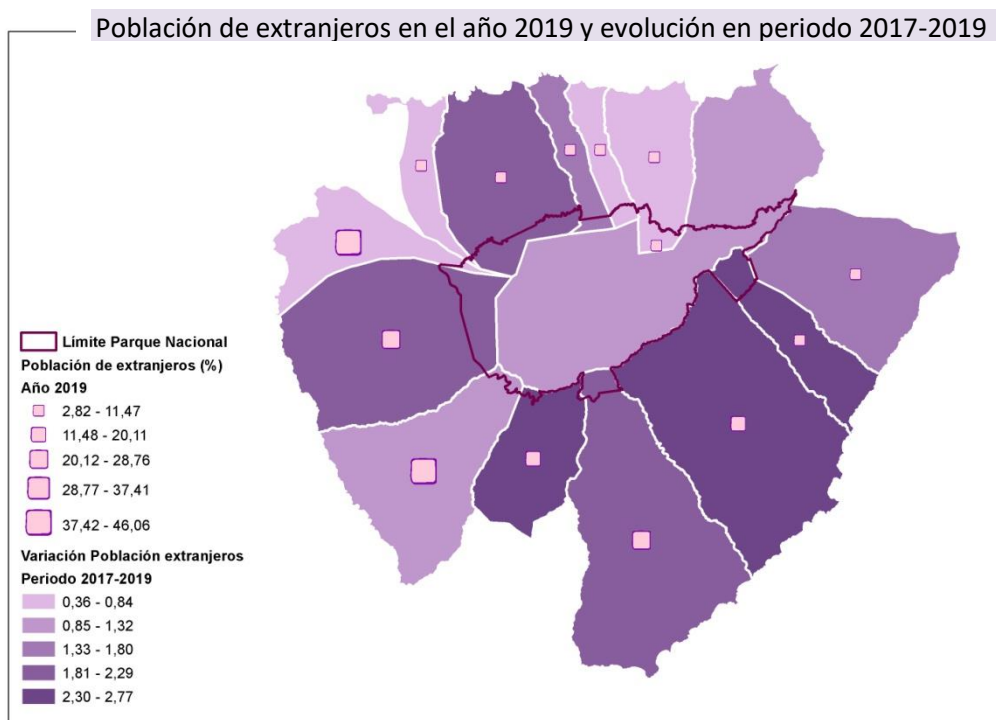 Población de extranjeros en el año 2019 y evolución en periodo 2017-2019
Límite Parque Nacional
Población de extranjeros (%)
Año 2019
2,82 - 11,47
11,48 - 20,11
20,12 - 28,76
28,77 - 37,41
37,42 - 46,06
Variación Población extranjeros
Periodo 2017-2019
0,36 - 0,84
0,85 - 1,32
1,33 - 1,80
1,81 - 2,29
2,30 - 2,77